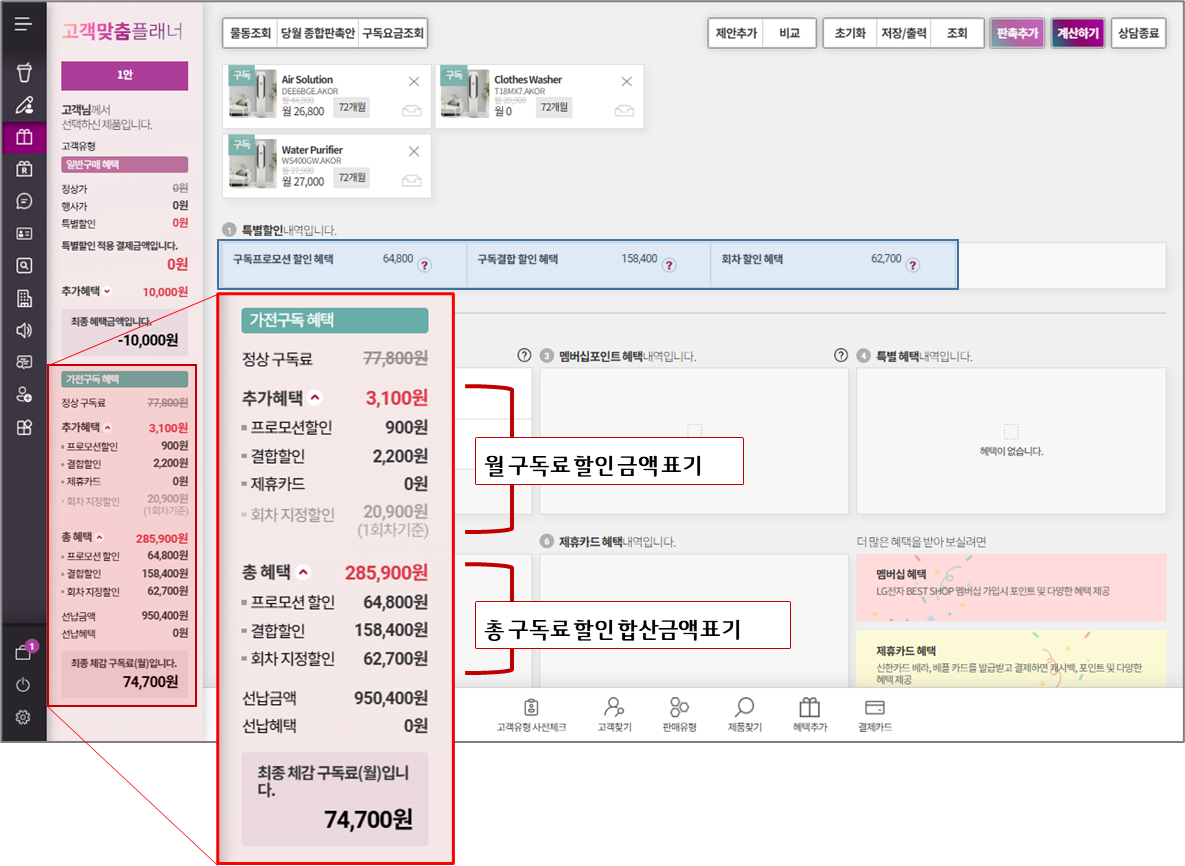 고객맞춤플래너
1안
고객님께서
선택하신 제품입니다.
고객유형
일반구매 혜택
정상가 0원
행사가 0원
특별할인 0원
특별할인 적용 결제금액입니다.
0원
추가혜택 10,000원
최종 혜택금액입니다.
-10,000원
가전구독 혜택
정상 구독료 77,800원
추가혜택 3,100원
프로모션할인 900원
결합할인 2,200원
제휴카드 0원
회차 지정할인 20,900원
(1회차기준)
총 혜택 285,900원
프로모션 할인 64,800원
결합할인 158,400원
회차 지정할인 62,700원
선납금액 950,400원
선납혜택 0원
최종 체감 구독료(월)입니다.
74,700원
1
물동조회 당월 종합판촉안 구독요금조회
제안추가 비교 초기화 저장/출력 조회 판촉추가 계산하기 상담종료
구독
Air Solution
DEE6BGE.AKOR
월 44,800
월 26,800 72개월
구독
Clothes Washer
T18MX7.AKOR
월 20,900
월 0 72개월
구독
Water Purifier
WS400GW.AKOR
월 27,900
월 27,000 72개월
1 특별할인내역입니다.
구독프로모션 할인 혜택 64,800 ? 구독결합 할인 혜택 158,400 ? 회차 할인 혜택 62,700 ?
가전구독 혜택
정상 구독료 77,800원
추가혜택 3,100원
프로모션할인 900원
결합할인 2,200원
제휴카드 0원
회차 지정할인 20,900원
(1회차기준)
총 혜택 285,900원
프로모션 할인 64,800원
결합할인 158,400원
회차 지정할인 62,700원
선납금액 950,400원
선납혜택 0원
최종 체감 구독료(월)입니
다.
74,700원
월 구독료 할인 금액 표기
총 구독료 할인 합산금액 표기
? 3 멤버십포인트 혜택내역입니다. ? 4 특별 혜택내역입니다.
혜택이 없습니다.
6 제휴카드 혜택내역입니다.
더 많은 혜택을 받아 보실려면
멤버십 혜택
LG전자 BEST SHOP 멤버십 가입시 포인트 및 다양한 혜택 제공
제휴카드 혜택
신한카드 베라, 베플 카드를 발급받고 결제하면 캐시백, 포인트 및 다양한
혜택 제공
고객유형 사전체크 고객찾기 판매유형 제품찾기 혜택추가 결제카드